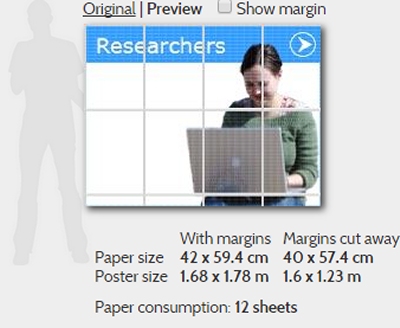 Original | Preview Show margin
Researchers
With margins Margins cut away
Paper size 42 x 59.4 cm 40 x 57.4 cm
Poster size 1.68 x 1.78 m 1.6 x 1.23 m
Paper consumption: 12 sheets